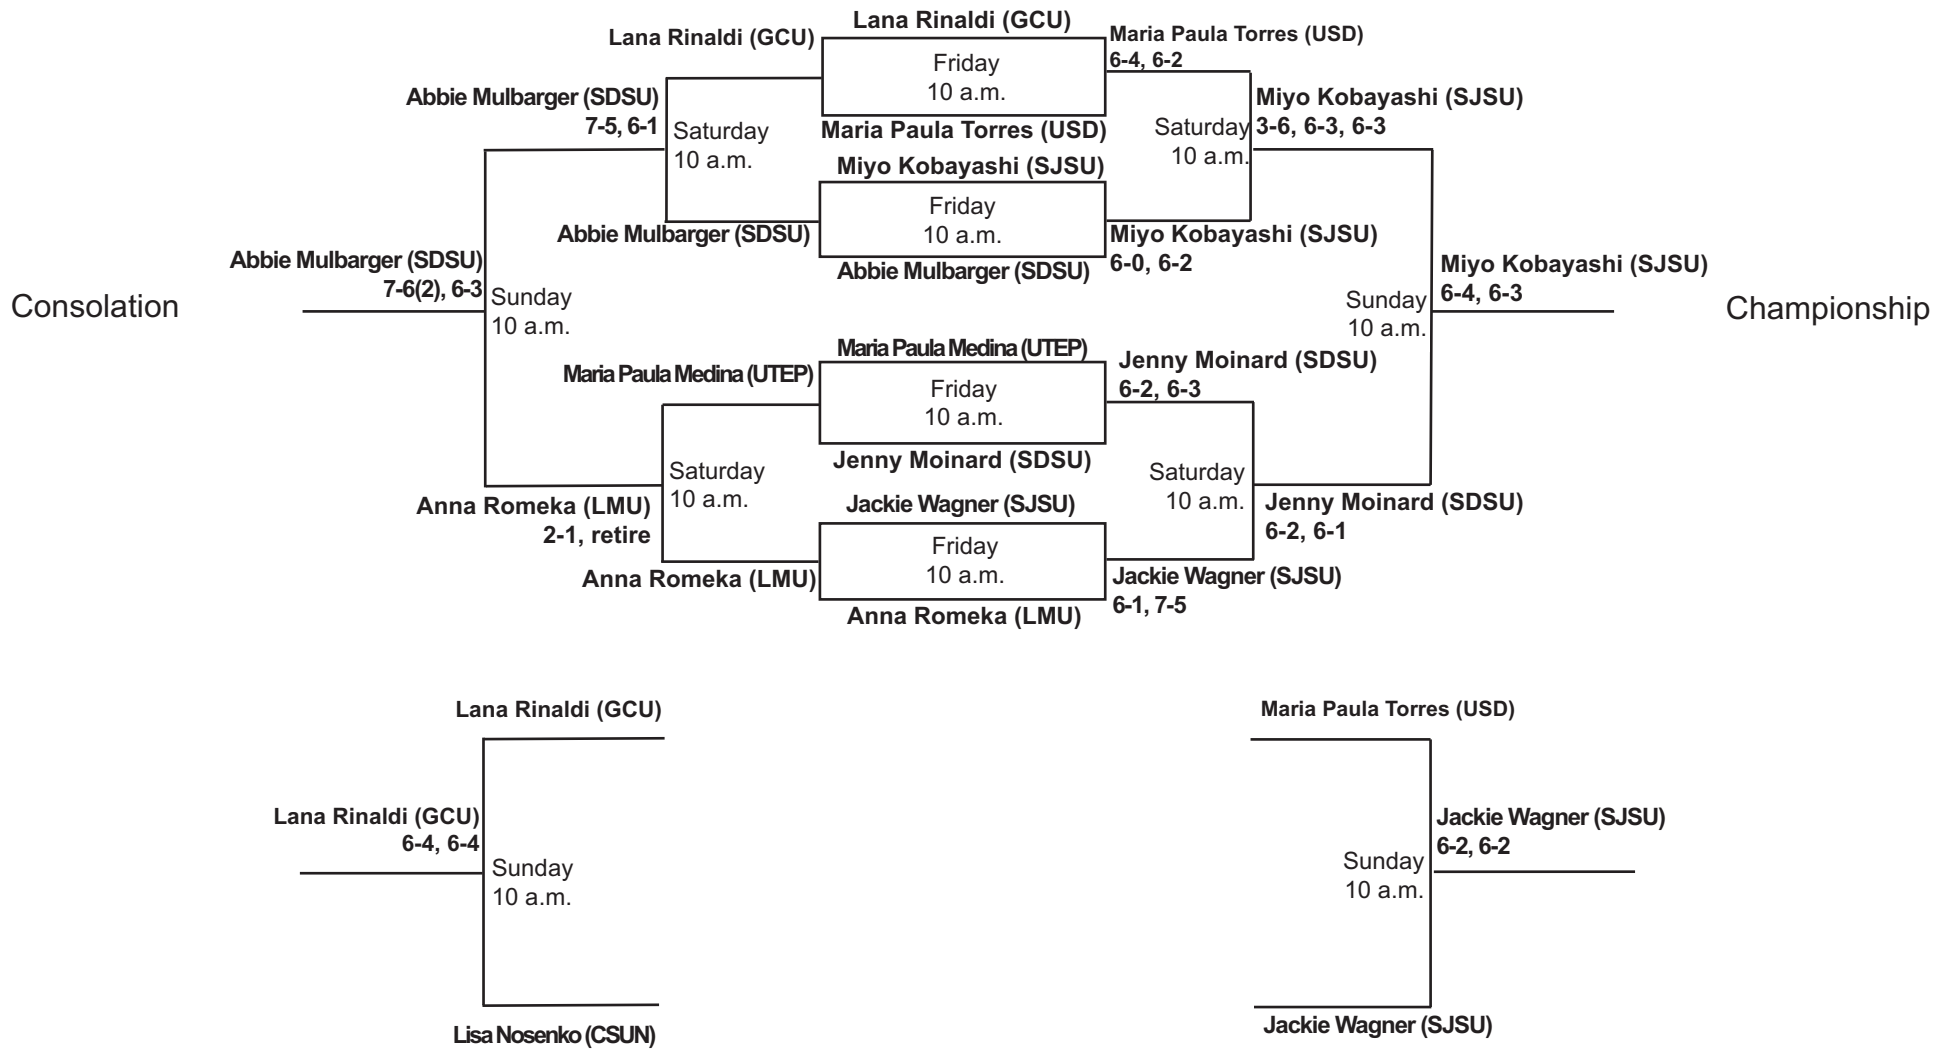 Lana Rinaldi (GCU)
Lana Rinaldi (GCU)
Friday
10 a.m.
Maria Paula Torres (USD)
Maria Paula Torres (USD)
6-4, 6-2
Abbie Mulbarger (SDSU)
7-5, 6-1
Saturday
10 a.m.
Saturday
10 a.m.
Miyo Kobayashi (SJSU)
3-6, 6-3, 6-3
Miyo Kobayashi (SJSU)
Friday
10 a.m.
Abbie Mulbarger (SDSU)
Abbie Mulbarger (SDSU)
Miyo Kobayashi (SJSU)
6-0, 6-2
Consolation
Abbie Mulbarger (SDSU)
7-6(2), 6-3
Sunday
10 a.m.
Sunday
10 a.m.
Miyo Kobayashi (SJSU)
6-4, 6-3
Championship
Maria Paula Medina (UTEP)
Maria Paula Medina (UTEP)
Friday
10 a.m.
Jenny Moinard (SDSU)
Jenny Moinard (SDSU)
6-2, 6-3
Saturday
10 a.m.
Saturday
10 a.m.
Anna Romeka (LMU)
2-1, retire
Jackie Wagner (SJSU)
Friday
10 a.m.
Anna Romeka (LMU)
Anna Romeka (LMU)
Jenny Moinard (SDSU)
6-2, 6-1
Jackie Wagner (SJSU)
6-1, 7-5
Lana Rinaldi (GCU)
Lana Rinaldi (GCU)
6-4, 6-4
Sunday
10 a.m.
Lisa Nosenko (CSUN)
Maria Paula Torres (USD)
Sunday
10 a.m.
Jackie Wagner (SJSU)
6-2, 6-2
Jackie Wagner (SJSU)